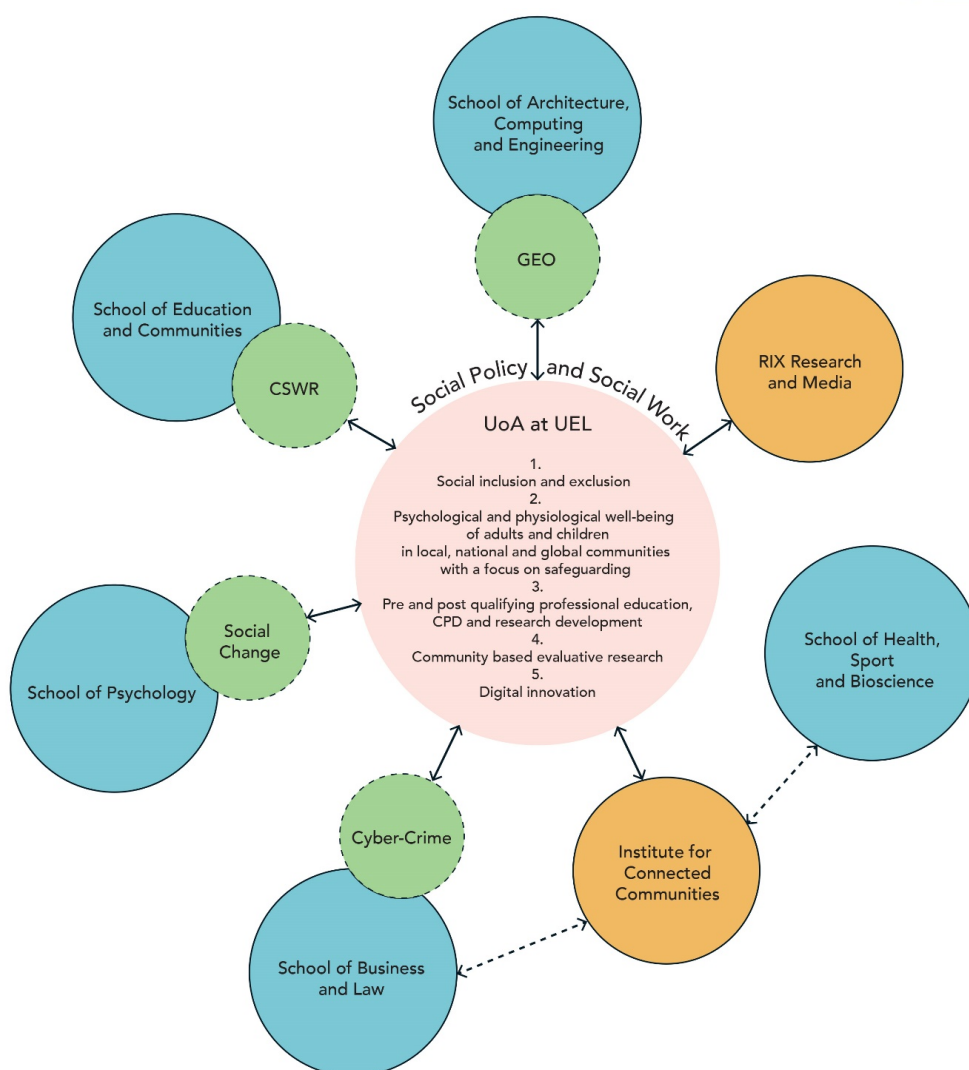 School of Architecture,
Computing
and Engineering
GEO
School of Education
and Communities
CSWR
RIX Research
and Media
Social Policy and Social Work
UoA at UEL
1.
Social inclusion and exclusion
2.
Psychological and physiological well-being
of adults and children
in local, national and global communities
with a focus on safeguarding
3.
Pre and post qualifying professional education,
CPD and research development
4.
Community based evaluative research
5.
Digital innovation
Social
Change
School of Psychology
School of Health,
Sport
and Bioscience
Cyber-Crime
Institute for
Connected
Communities
School of Business
and Law